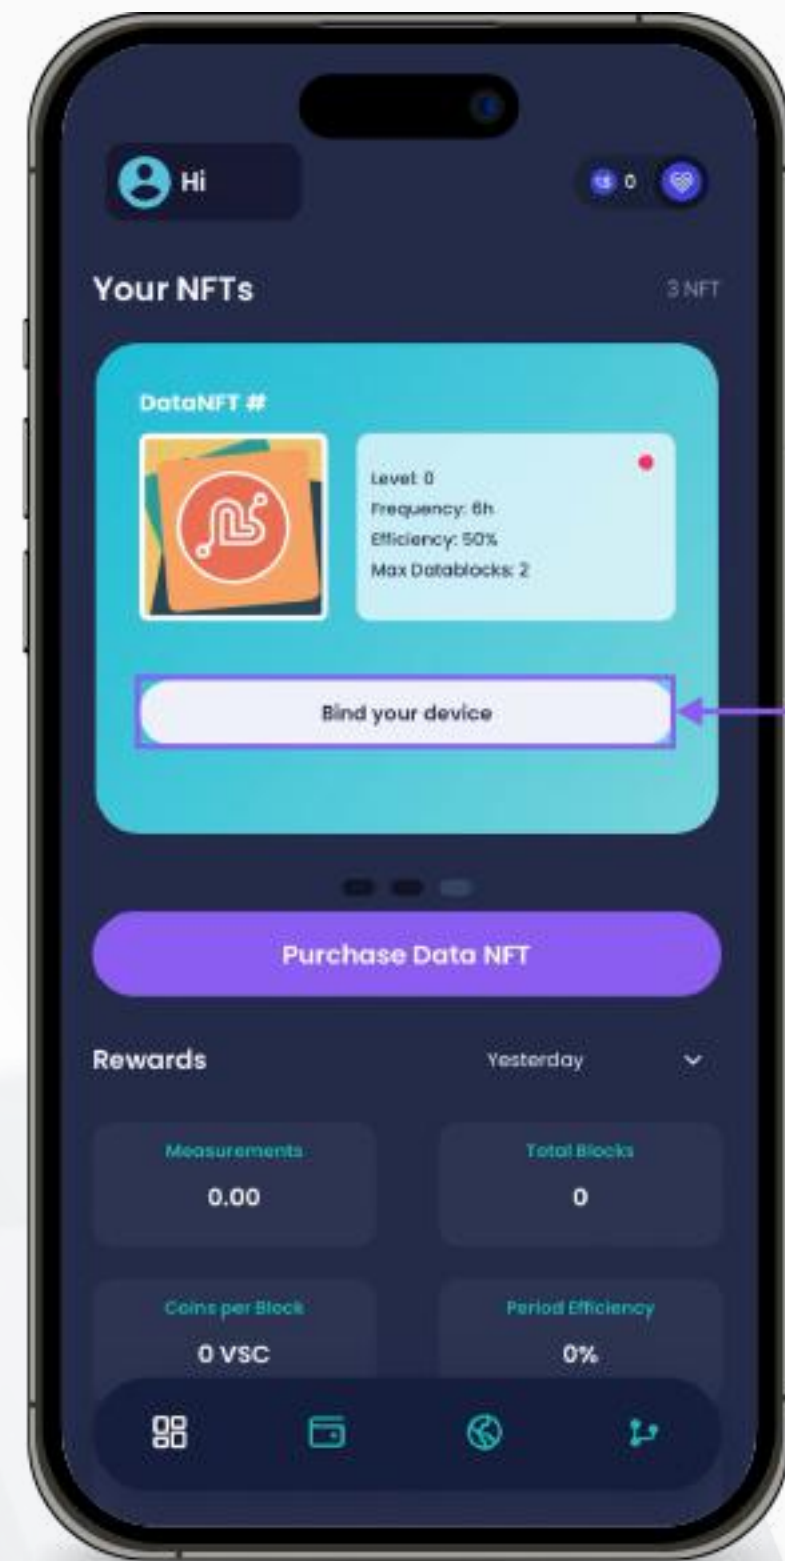 Hi
0
Your NFTs
3 NFT
DataNFT #
Level: 0
Frequency: 6h
Efficiency: 50%
Max Datablocks: 2
Bind your device
Purchase Data NFT
Rewards
Yesterday
Measurements
Total Blocks
0.00
0
Coins per Block
Period Efficiency
0 VSC
0%